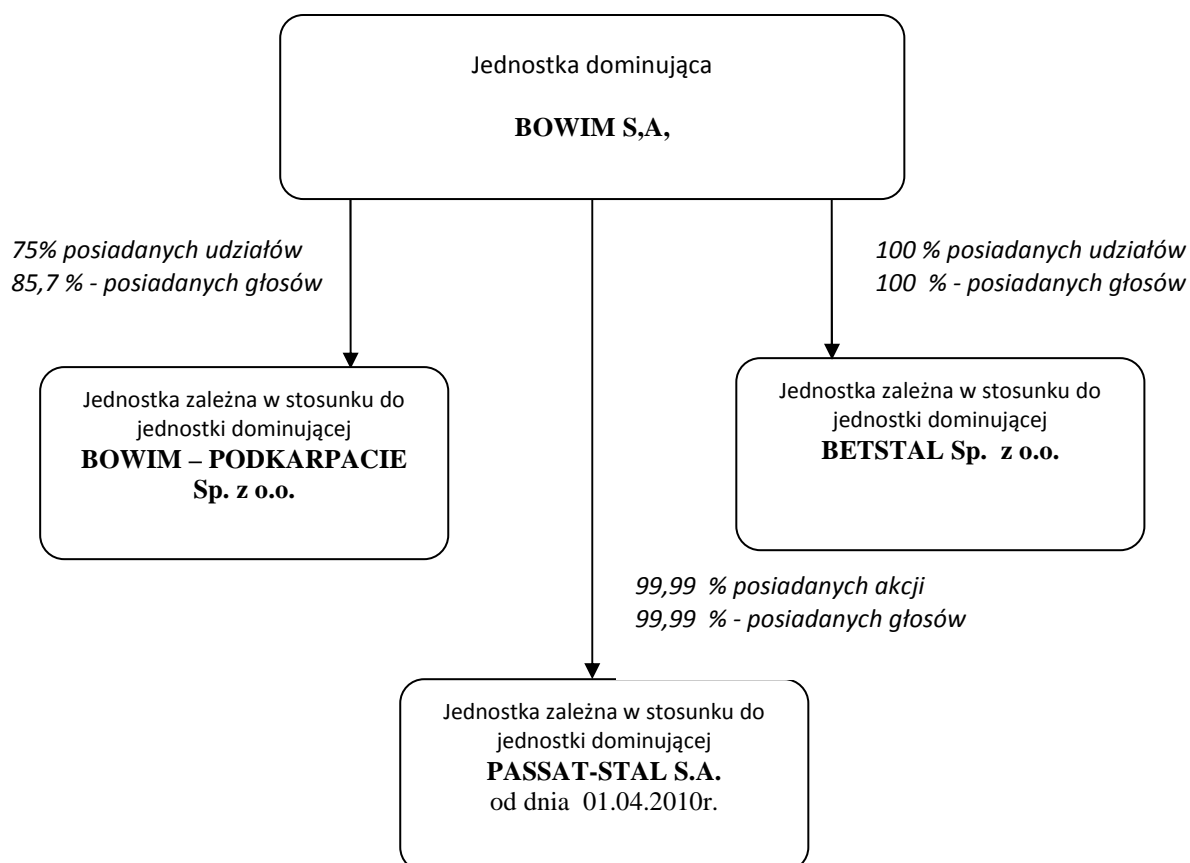 Jednostka dominująca
BOWIM S,A,
75% posiadanych udziałów
85,7 % - posiadanych głosów
100 % posiadanych udziałów
100 % - posiadanych głosów
Jednostka zależna w stosunku do
jednostki dominującej
BOWIM – PODKARPACIE
Sp. z o.o.
Jednostka zależna w stosunku do
jednostki dominującej
BETSTAL Sp. z o.o.
99,99 % posiadanych akcji
99,99 % - posiadanych głosów
Jednostka zależna w stosunku do
jednostki dominującej
PASSAT-STAL S.A.
od dnia 01.04.2010r.